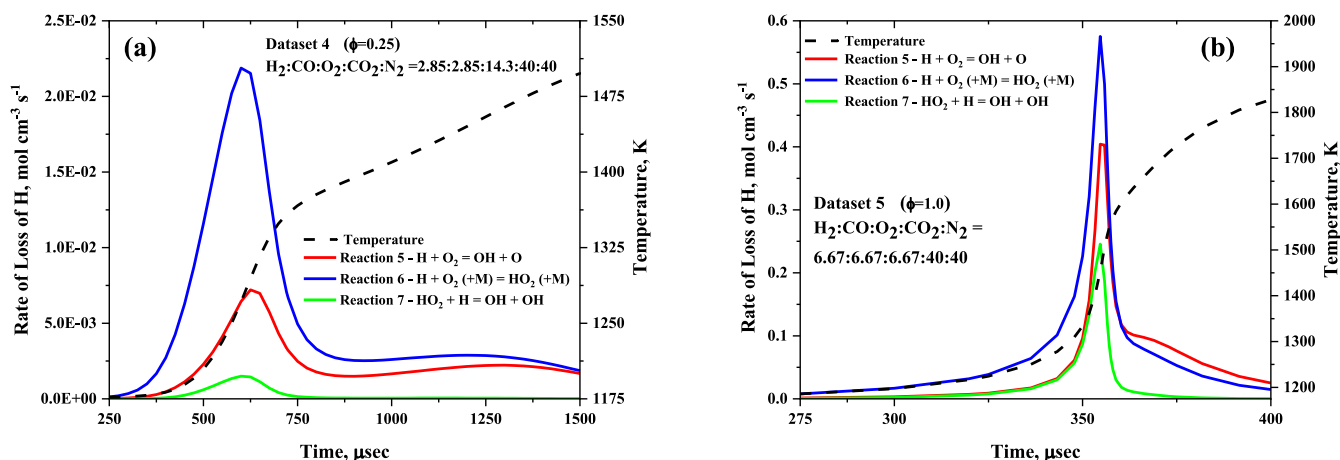 (a)
Dataset 4 (ϕ=0.25)
H₂:CO:O₂:CO₂:N₂ =2.85:2.85:14.3:40:40
Temperature
Reaction 5 - H + O₂ = OH + O
Reaction 6 - H + O₂ (+M) = HO₂ (+M)
Reaction 7 - HO₂ + H = OH + OH
Rate of Loss of H, mol cm⁻³ s⁻¹
2.5E-02
2.0E-02
1.5E-02
1.0E-02
5.0E-03
0.0E+00
250 500 750 1000 1250 1500
Time, μsec
1550
1475
1400
1325
1250
1175
Temperature, K
(b)
Temperature
Reaction 5 - H + O₂ = OH + O
Reaction 6 - H + O₂ (+M) = HO₂ (+M)
Reaction 7 - HO₂ + H = OH + OH
Dataset 5 (ϕ=1.0)
H₂:CO:O₂:CO₂:N₂ =
6.67:6.67:6.67:40:40
Rate of Loss of H, mol cm⁻³ s⁻¹
0.6
0.5
0.4
0.3
0.2
0.1
0.0
275 300 325 350 375 400
Time, μsec
2000
1900
1800
1700
1600
1500
1400
1300
1200
Temperature, K